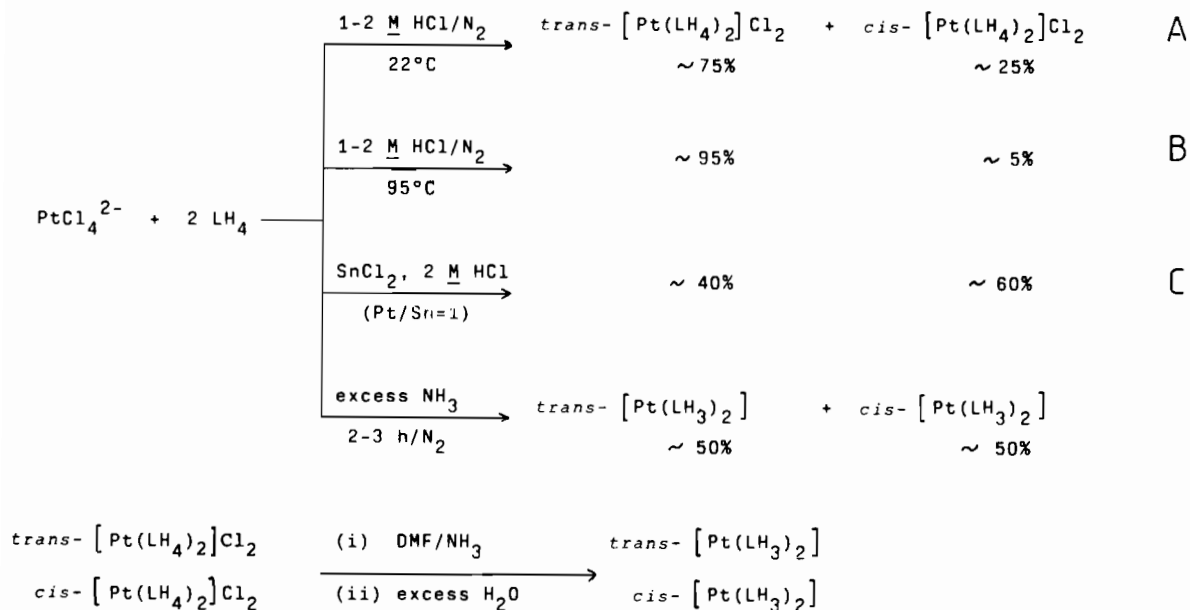 1-2 M HCl/N₂ trans- [Pt(LH₄)₂]Cl₂ + cis- [Pt(LH₄)₂]Cl₂ A
22°C ~75% ~25%
1-2 M HCl/N₂ ~95% ~5% B
95°C
PtCl₄²⁻ + 2 LH₄
SnCl₂, 2 M HCl ~ 40% ~ 60% C
(Pt/Sn=1)
excess NH₃ trans- [Pt(LH₃)₂] + cis- [Pt(LH₃)₂]
2-3 h/N₂ ~ 50% ~ 50%
trans- [Pt(LH₄)₂]Cl₂ (i) DMF/NH₃ trans- [Pt(LH₃)₂]
cis- [Pt(LH₄)₂]Cl₂ (ii) excess H₂O cis- [Pt(LH₃)₂]